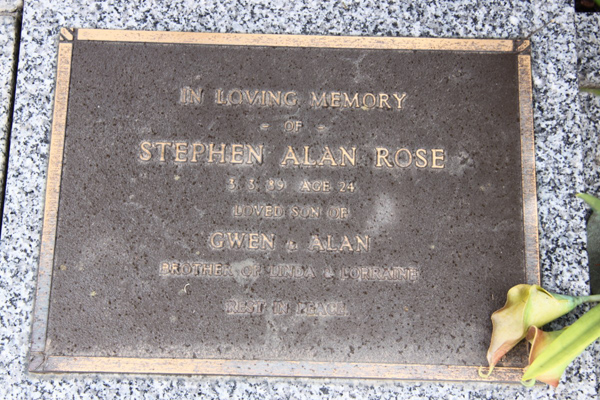 IN LOVING MEMORY
- OF -
STEPHEN ALAN ROSE
3. 3. 89 AGE 24
LOVED SON OF
GWEN & ALAN
BROTHER OF LINDA & LORRAINE
REST IN PEACE